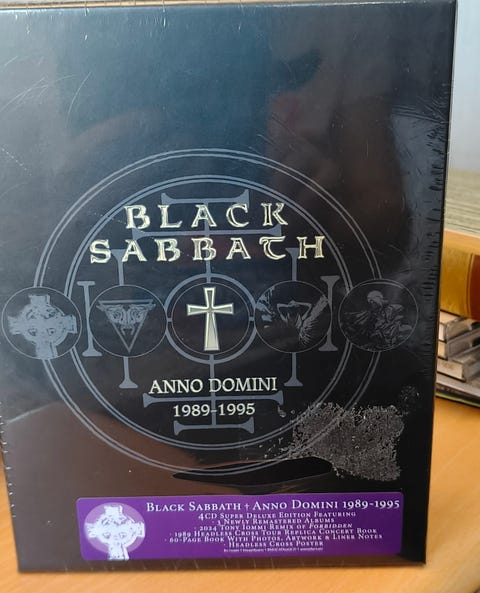 BLACK
SABBATH
ANNO DOMINI
1989-1995
BLACK SABBATH † ANNO DOMINI 1989-1995
4CD SUPER DELUXE EDITION FEATURING
· 3 NEWLY REMASTERED ALBUMS
· 2024 TONY IOMMI REMIX OF FORBIDDEN
· 1989 HEADLESS CROSS TOUR REPLICA CONCERT BOOK
· 60-PAGE BOOK WITH PHOTOS, ARTWORK & LINER NOTES
· HEADLESS CROSS POSTER